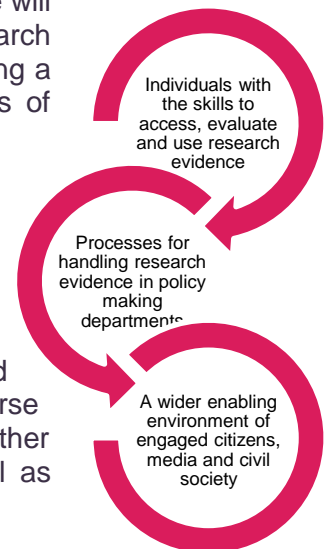 will
arch
ng a
s of
Individuals with
the skills to
access, evaluate
and use research
evidence
Processes for
handling research
evidence in policy
making
departments
d
rse
ther
l as
A wider enabling
environment of
engaged citizens,
media and civil
society